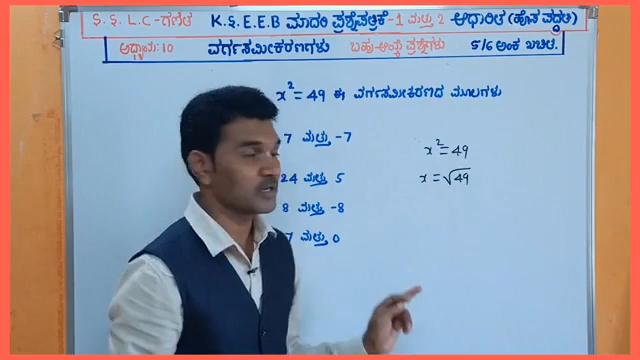 S. S. L.C-ಗಣಿತ K.S.E.E.B ಮಾದರಿ ಪ್ರಶ್ನೆಪತ್ರಿಕೆ-1 ಮತ್ತು 2 ಆಧಾರಿತ (ಹೊಸ ಪದ್ಧತಿ)
ಅಧ್ಯಾಯ: 10 ವರ್ಗಸಮೀಕರಣಗಳು ಬಹು-ಆಯ್ಕೆ ಪ್ರಶ್ನೆಗಳು 5/6 ಅಂಕ ಖಚಿತ.
x² = 49 ಈ ವರ್ಗಸಮೀಕರಣದ ಮೂಲಗಳು
7 ಮತ್ತು -7
24 ಮತ್ತು 5
8 ಮತ್ತು -8
7 ಮತ್ತು 0
x² = 49
x = √49